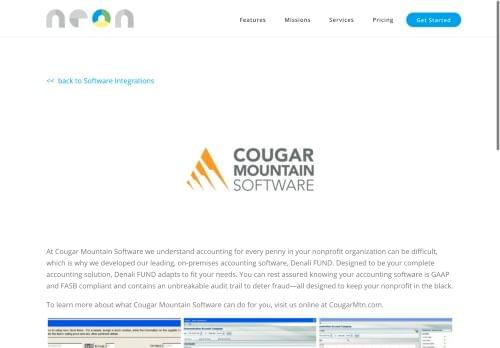 neon
Features Missions Services Pricing Get Started
<< back to Software Integrations
COUGAR
MOUNTAIN
SOFTWARE
At Cougar Mountain Software we understand accounting for every penny in your nonprofit organization can be difficult,
which is why we developed our leading, on-premises accounting software, Denali FUND. Designed to be your complete
accounting solution, Denali FUND adapts to fit your needs. You can rest assured knowing your accounting software is GAAP
and FASB compliant and contains an unbreakable audit trail to deter fraud—all designed to keep your nonprofit in the black.
To learn more about what Cougar Mountain Software can do for you, visit us online at CougarMtn.com.